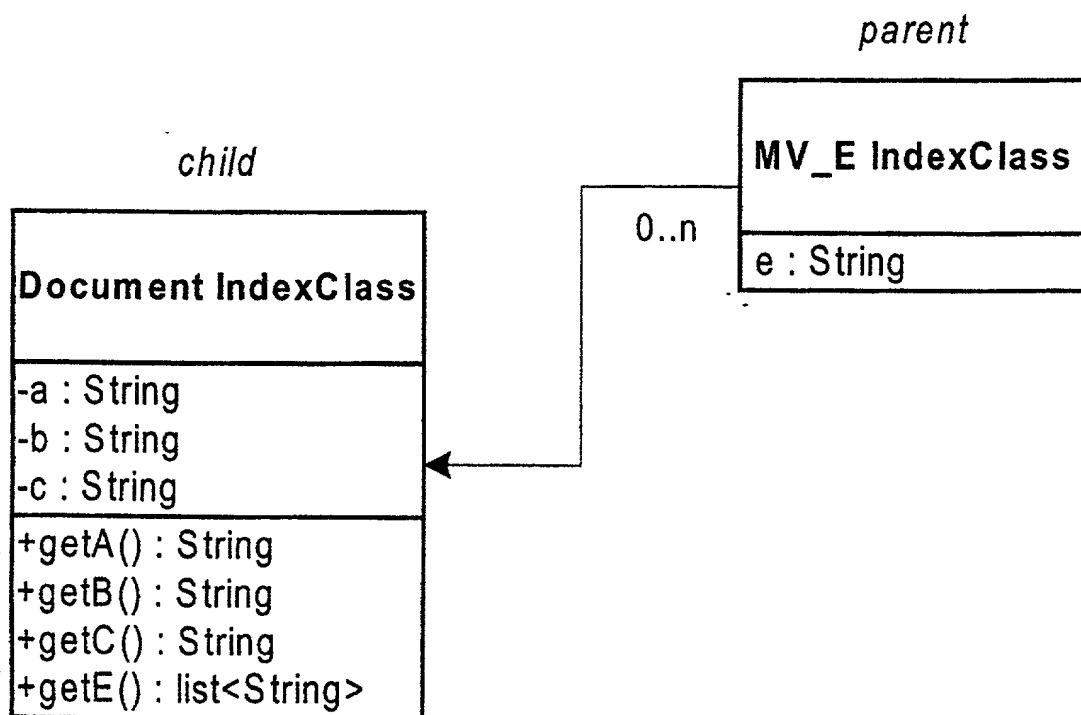 parent
MV_E IndexClass
e : String
0..n
child
Document IndexClass
-a : String
-b : String
-c : String
+getA() : String
+getB() : String
+getC() : String
+getE() : list<String>